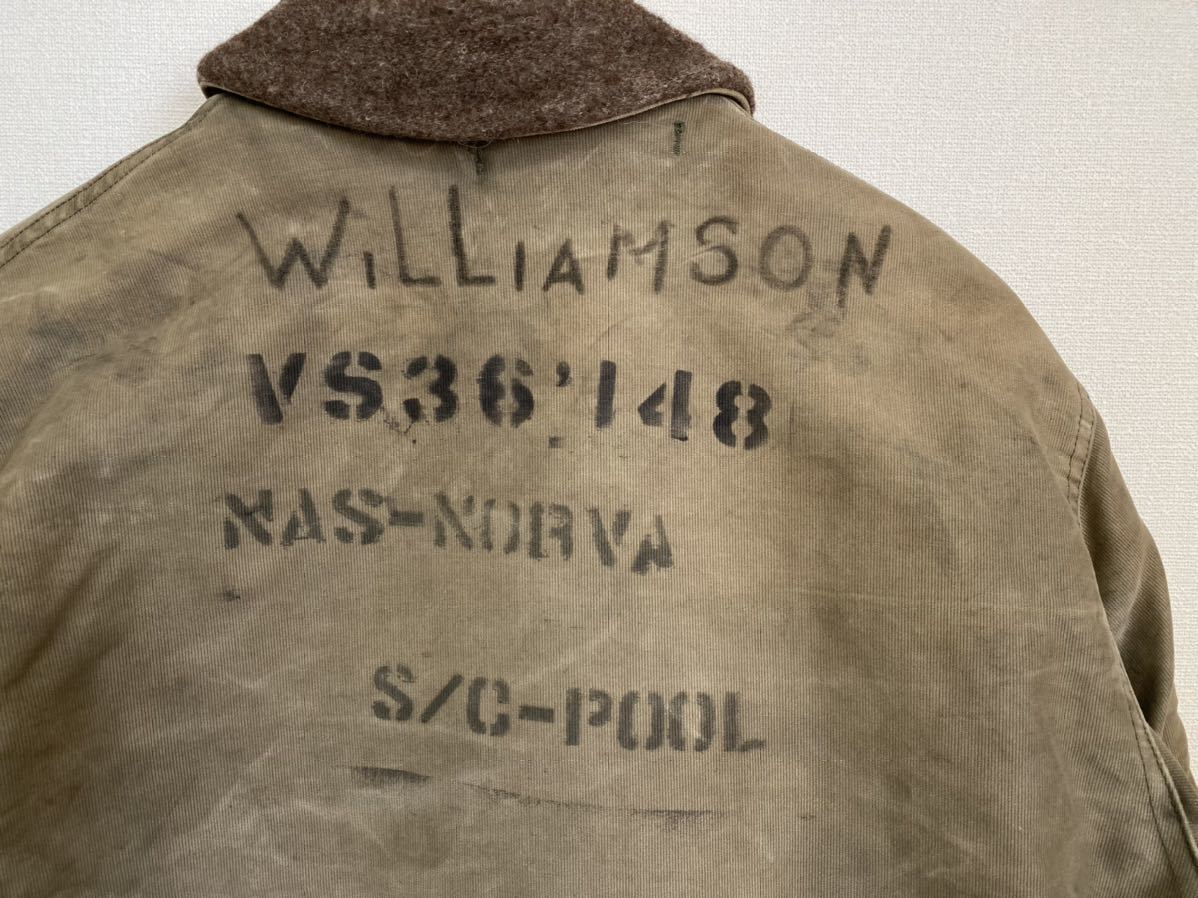 WiLLiAMSON
VS36'148
NAS-NORVA
S/C-POOL